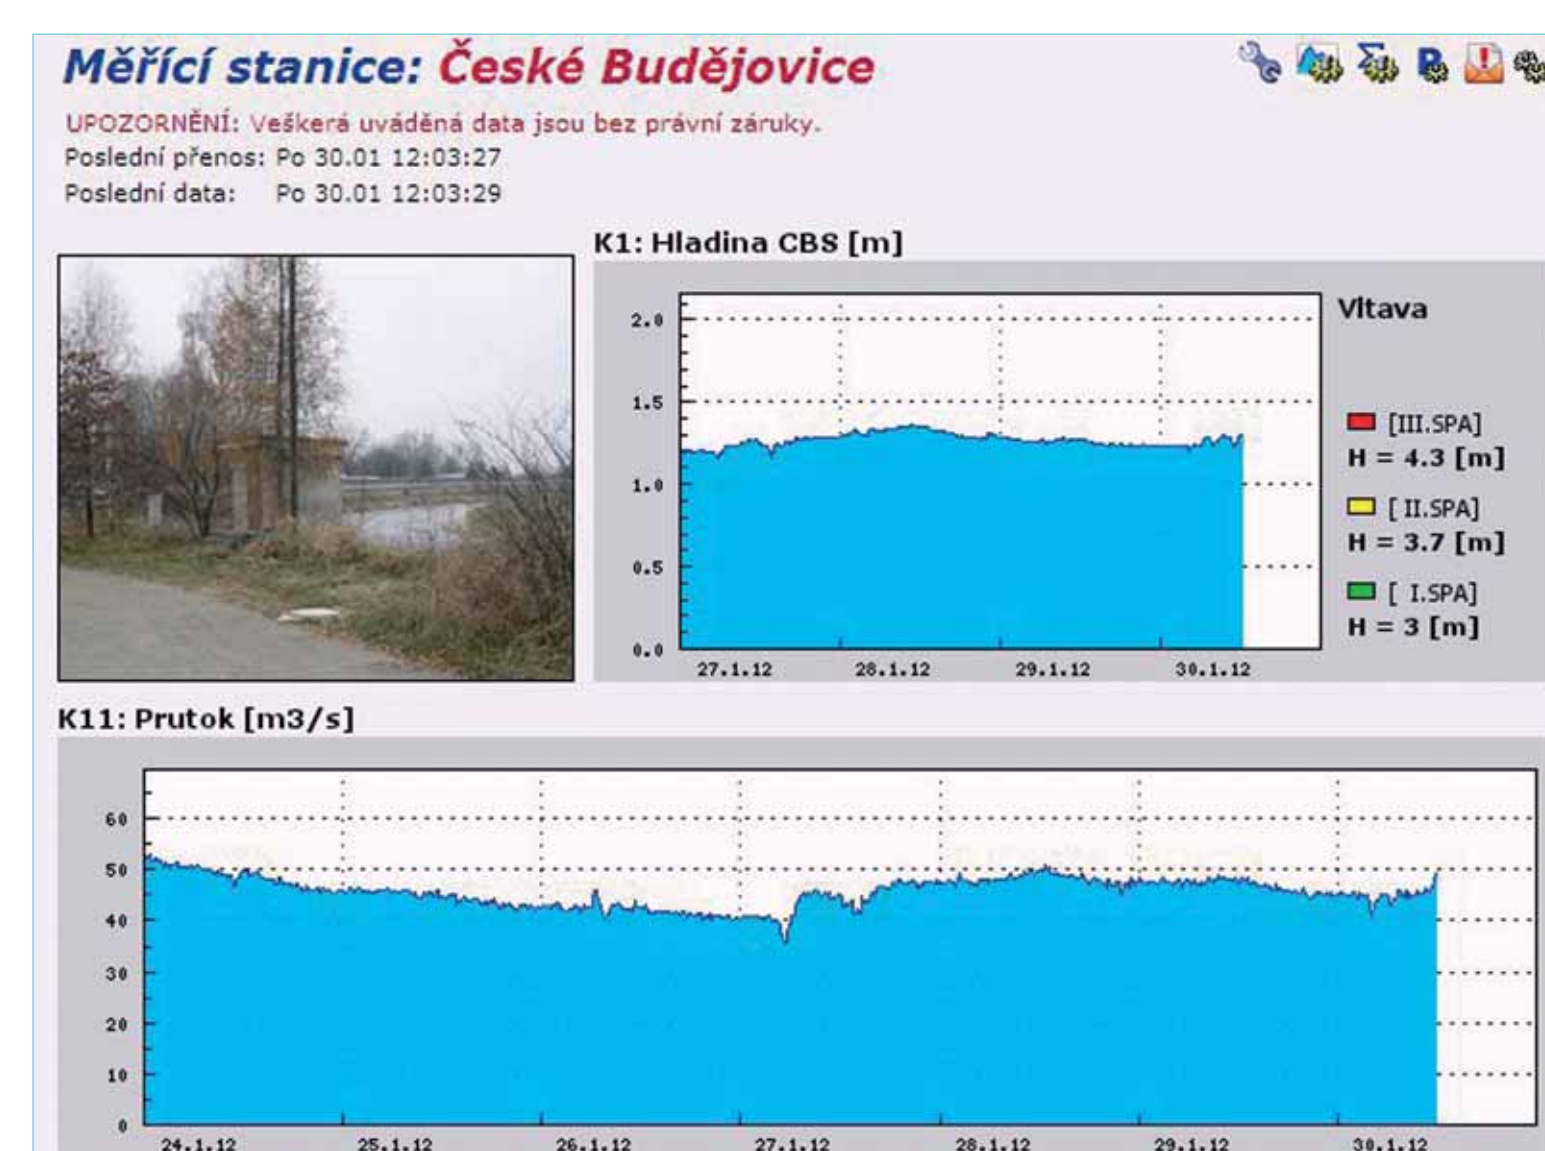 Měřící stanice: České Budějovice
UPOZORNĚNÍ: Veškerá uváděná data jsou bez právní záruky.
Poslední přenos: Po 30.01 12:03:27
Poslední data: Po 30.01 12:03:29
K1: Hladina CBS [m]
2.0
1.5
1.0
0.5
0.0
27.1.12 28.1.12 29.1.12 30.1.12
Vltava
[III.SPA]
H = 4.3 [m]
[ II.SPA]
H = 3.7 [m]
[ I.SPA]
H = 3 [m]
K11: Prutok [m3/s]
60
50
40
30
20
10
0
24.1.12 25.1.12 26.1.12 27.1.12 28.1.12 29.1.12 30.1.12